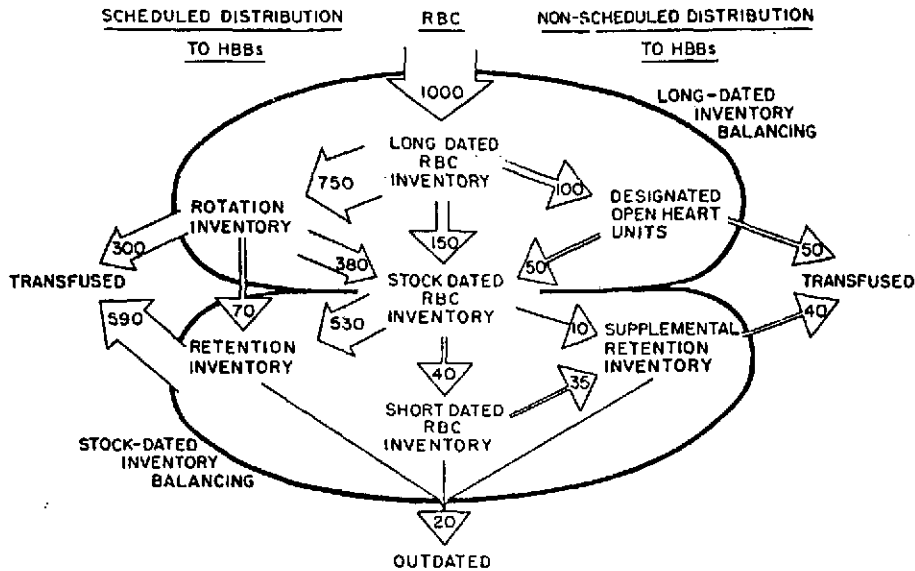 SCHEDULED DISTRIBUTION
TO HBBs
RBC
NON-SCHEDULED DISTRIBUTION
TO HBBs
1000
LONG-DATED
INVENTORY
BALANCING
LONG DATED
RBC
INVENTORY
750
100
ROTATION
INVENTORY
DESIGNATED
OPEN HEART
UNITS
150
300
380
50
50
TRANSFUSED
STOCK DATED
RBC
INVENTORY
TRANSFUSED
590
70
530
10
40
RETENTION
INVENTORY
SUPPLEMENTAL
RETENTION
INVENTORY
40
35
SHORT DATED
RBC
INVENTORY
STOCK-DATED
INVENTORY
BALANCING
20
OUTDATED